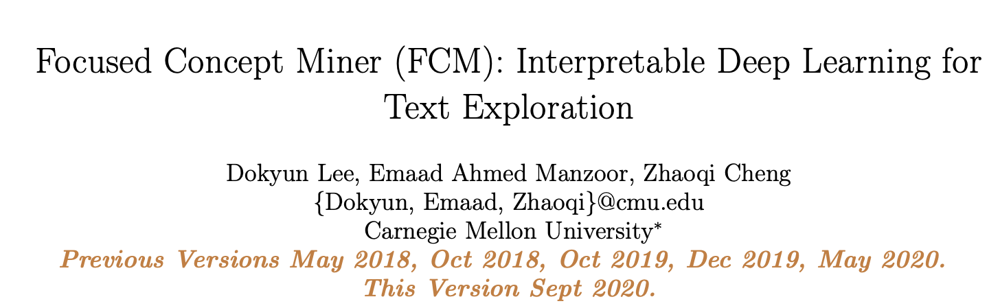 Focused Concept Miner (FCM): Interpretable Deep Learning for
Text Exploration
Dokyun Lee, Emaad Ahmed Manzoor, Zhaoqi Cheng
{Dokyun, Emaad, Zhaoqi}@cmu.edu
Carnegie Mellon University*
Previous Versions May 2018, Oct 2018, Oct 2019, Dec 2019, May 2020.
This Version Sept 2020.